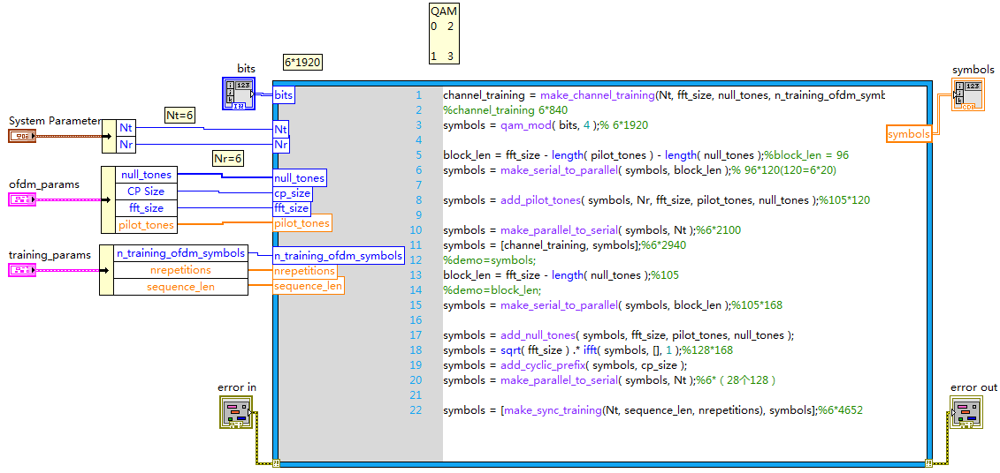 QAM
0 2
1 3
6*1920
bits
symbols
bits
System Parameter
Nt=6
Nt
Nr
Nt
Nr
Nr=6
ofdm_params
null_tones
CP Size
fft_size
pilot_tones
null_tones
cp_size
fft_size
pilot_tones
training_params
n_training_ofdm_symbols
nrepetitions
sequence_len
n_training_ofdm_symbols
nrepetitions
sequence_len
symbols
1 channel_training = make_channel_training(Nt, fft_size, null_tones, n_training_ofdm_symb
2 %channel_training 6*840
3 symbols = qam_mod( bits, 4 );% 6*1920
4
5 block_len = fft_size - length( pilot_tones ) - length( null_tones );%block_len = 96
6 symbols = make_serial_to_parallel( symbols, block_len );% 96*120(120=6*20)
7
8 symbols = add_pilot_tones( symbols, Nr, fft_size, pilot_tones, null_tones );%105*120
9
10 symbols = make_parallel_to_serial( symbols, Nt );%6*2100
11 symbols = [channel_training, symbols];%6*2940
12 %demo=symbols;
13 block_len = fft_size - length( null_tones );%105
14 %demo=block_len;
15 symbols = make_serial_to_parallel( symbols, block_len );%105*168
16
17 symbols = add_null_tones( symbols, fft_size, pilot_tones, null_tones );
18 symbols = sqrt( fft_size ) .* ifft( symbols, [], 1 );%128*168
19 symbols = add_cyclic_prefix( symbols, cp_size );
20 symbols = make_parallel_to_serial( symbols, Nt );%6*（28个128）
21
22 symbols = [make_sync_training(Nt, sequence_len, nrepetitions), symbols];%6*4652
error in
error out